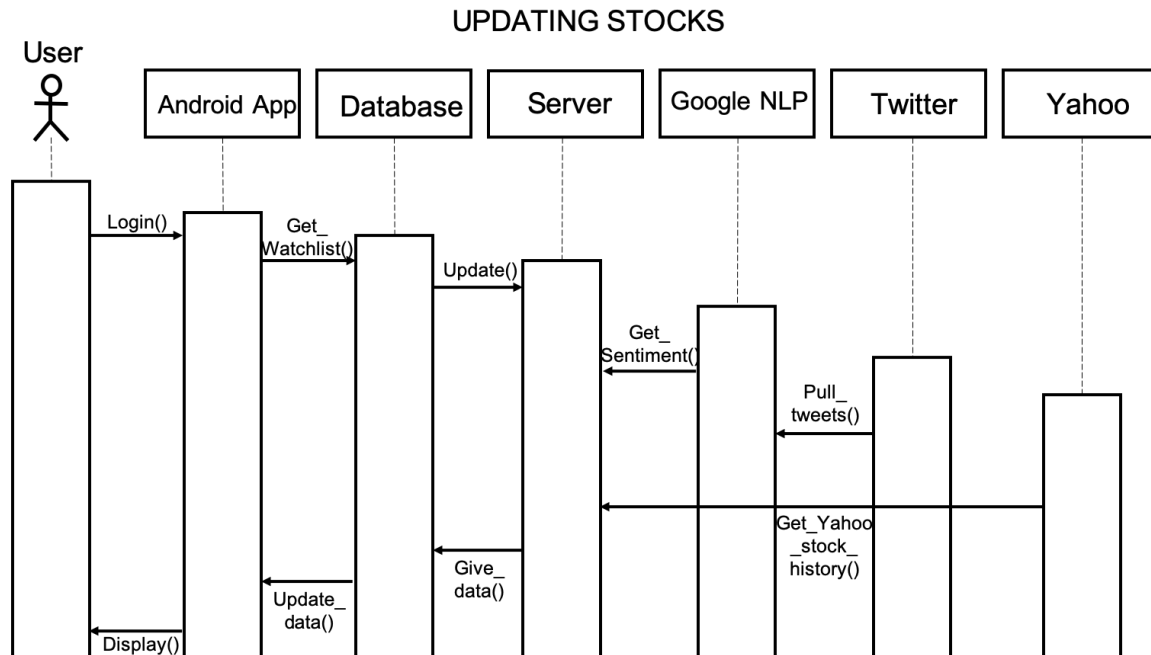 UPDATING STOCKS
User
Android App
Database
Server
Google NLP
Twitter
Yahoo
Login()
Get_
Watchlist()
Update()
Get_
Sentiment()
Pull_
tweets()
Get_Yahoo
_stock_
history()
Give_
data()
Update_
data()
Display()